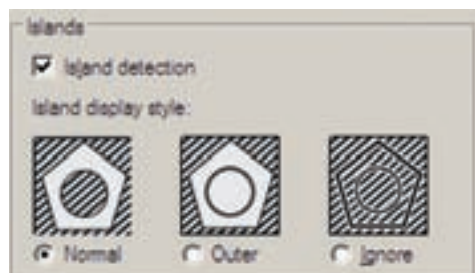 Islands
Island detection
Island display style:
Normal Outer Ignore